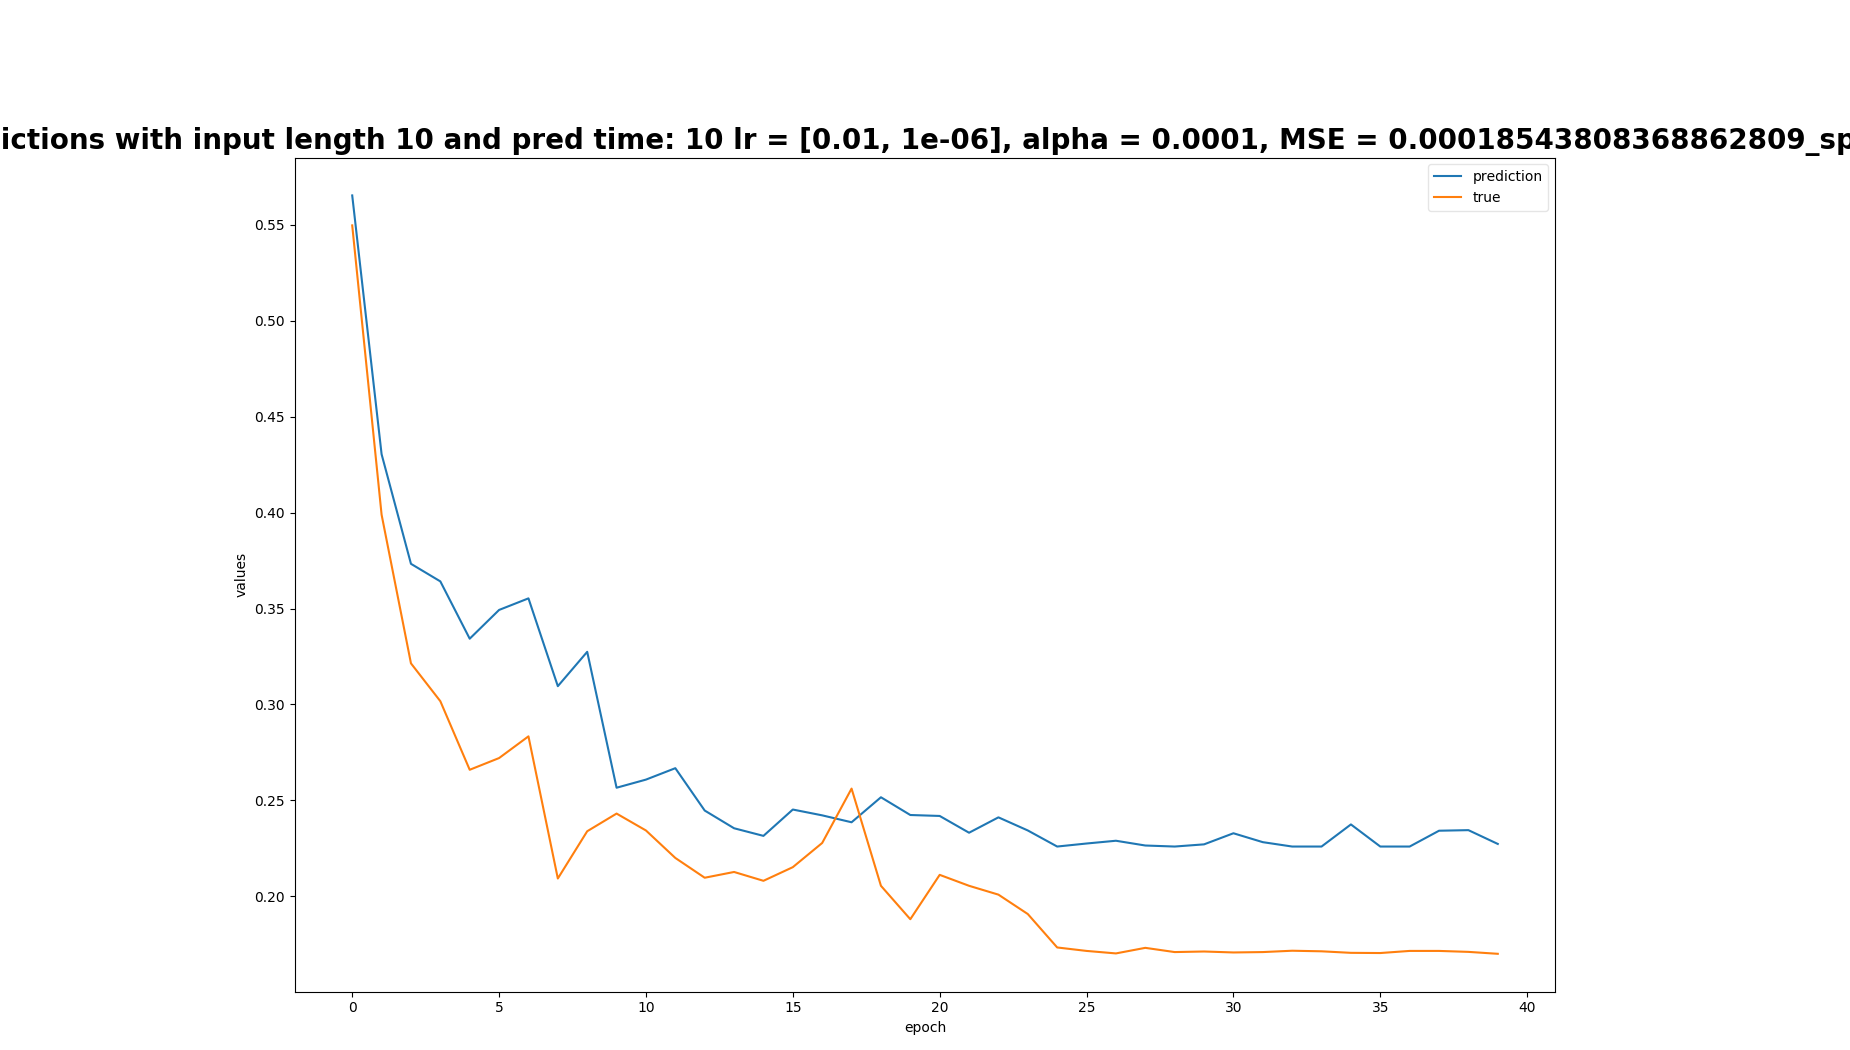 ictions with input length 10 and pred time: 10 lr = [0.01, 1e-06], alpha = 0.0001, MSE = 0.00018543808368862809_sp
prediction
true
0.55
0.50
0.45
0.40
0.35
0.30
0.25
0.20
values
0 5 10 15 20 25 30 35 40
epoch